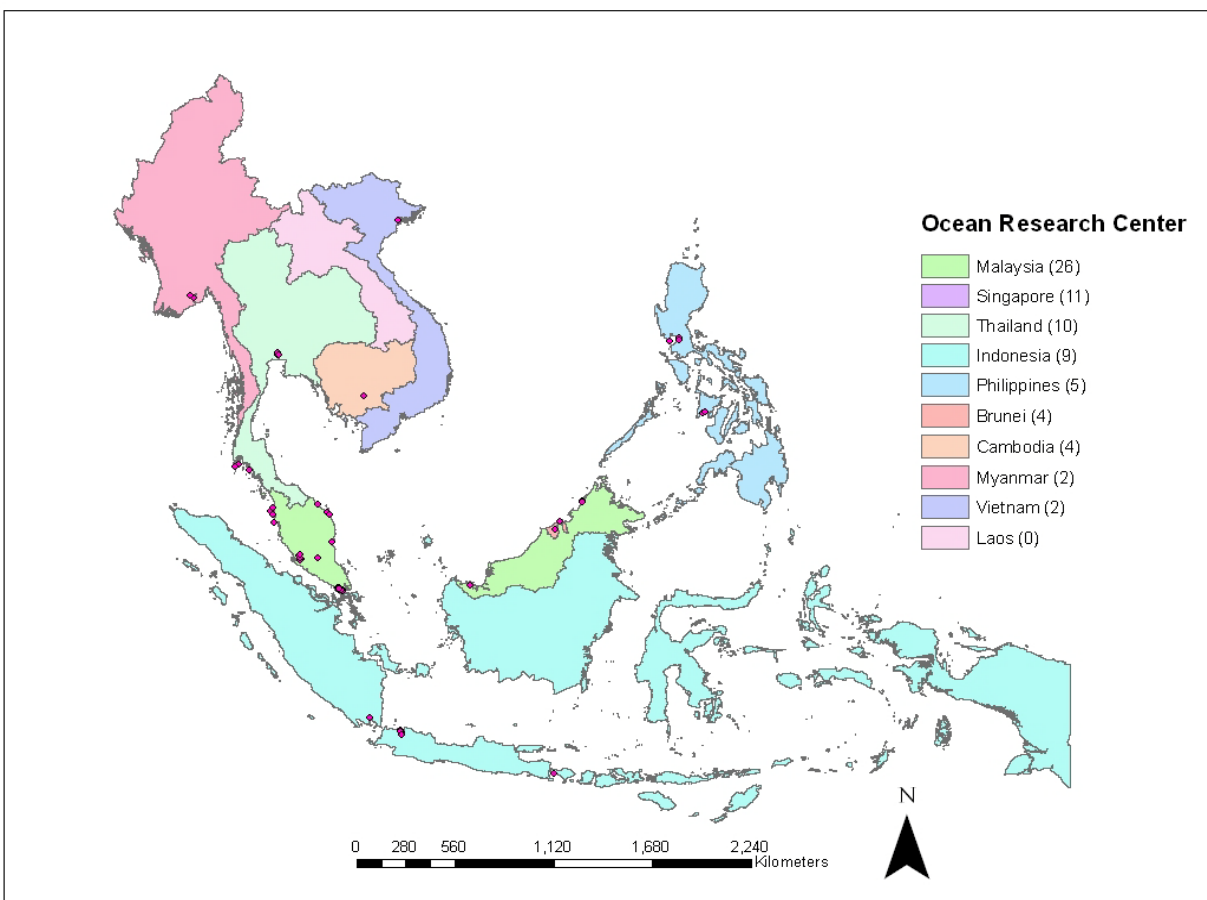 Ocean Research Center
Malaysia (26)
Singapore (11)
Thailand (10)
Indonesia (9)
Philippines (5)
Brunei (4)
Cambodia (4)
Myanmar (2)
Vietnam (2)
Laos (0)
N
0 280 560 1,120 1,680 2,240
Kilometers